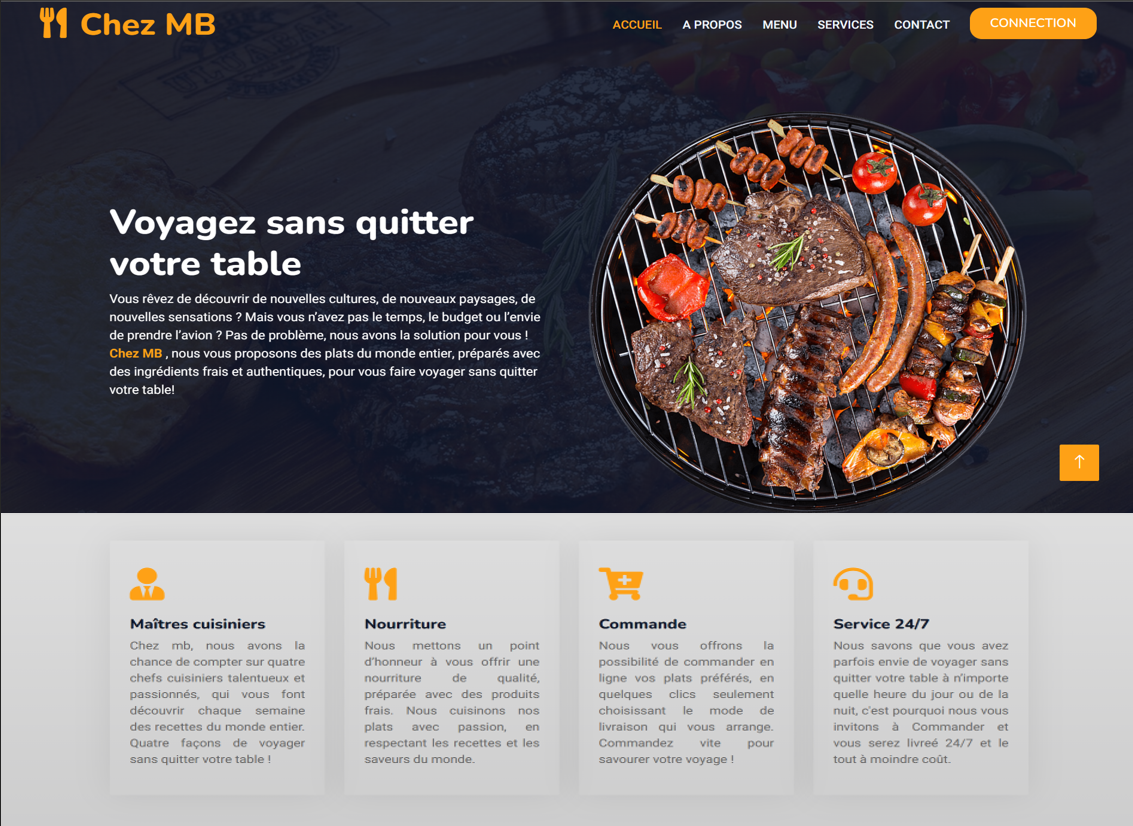 Chez MB
ACCUEIL A PROPOS MENU SERVICES CONTACT CONNECTION
Voyagez sans quitter
votre table
Vous rêvez de découvrir de nouvelles cultures, de nouveaux paysages, de
nouvelles sensations ? Mais vous n’avez pas le temps, le budget ou l’envie
de prendre l’avion ? Pas de problème, nous avons la solution pour vous !
Chez MB , nous vous proposons des plats du monde entier, préparés avec
des ingrédients frais et authentiques, pour vous faire voyager sans quitter
votre table!
Maîtres cuisiniers
Chez mb, nous avons la
chance de compter sur quatre
chefs cuisiniers talentueux et
passionnés, qui vous font
découvrir chaque semaine
des recettes du monde entier.
Quatre façons de voyager
sans quitter votre table !
Nourriture
Nous mettons un point
d’honneur à vous offrir une
nourriture de qualité,
préparée avec des produits
frais. Nous cuisinons nos
plats avec passion, en
respectant les recettes et les
saveurs du monde.
Commande
Nous vous offrons la
possibilité de commander en
ligne vos plats préférés, en
quelques clics seulement
choisissant le mode de
livraison qui vous arrange.
Commandez vite pour
savourer votre voyage !
Service 24/7
Nous savons que vous avez
parfois envie de voyager sans
quitter votre table à n’importe
quelle heure du jour ou de la
nuit, c’est pourquoi nous vous
invitons à Commander et
vous serez livreé 24/7 et le
tout à moindre coût.